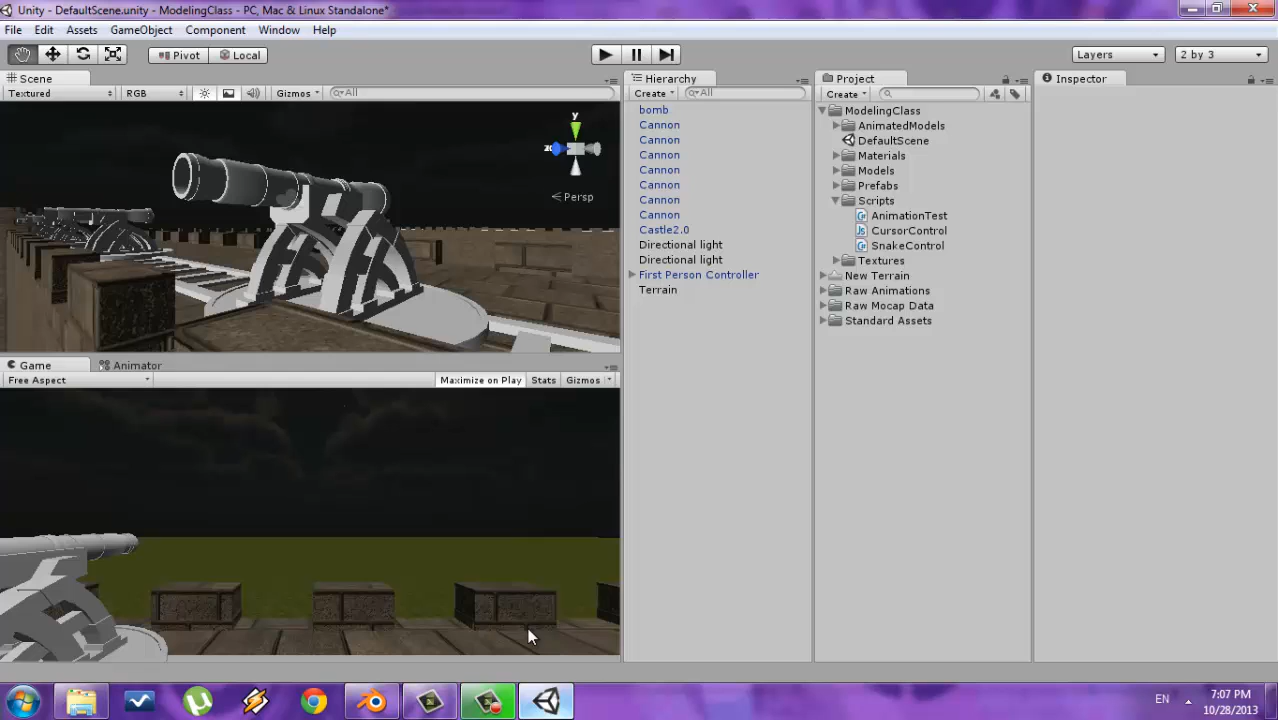 Unity - DefaultScene.unity - ModelingClass - PC, Mac & Linux Standalone*
File Edit Assets GameObject Component Window Help
Pivot Local Layers 2 by 3
Scene
Textured RGB Gizmos All
Game Animator
Free Aspect Maximize on Play Stats Gizmos
y
Persp
Hierarchy
Create All
bomb
Cannon
Cannon
Cannon
Cannon
Cannon
Cannon
Cannon
Castle2.0
Directional light
Directional light
First Person Controller
Terrain
Project
Create
ModelingClass
AnimatedModels
DefaultScene
Materials
Models
Prefabs
Scripts
AnimationTest
CursorControl
SnakeControl
Textures
New Terrain
Raw Animations
Raw Mocap Data
Standard Assets
Inspector
EN
7:07 PM
10/28/2013